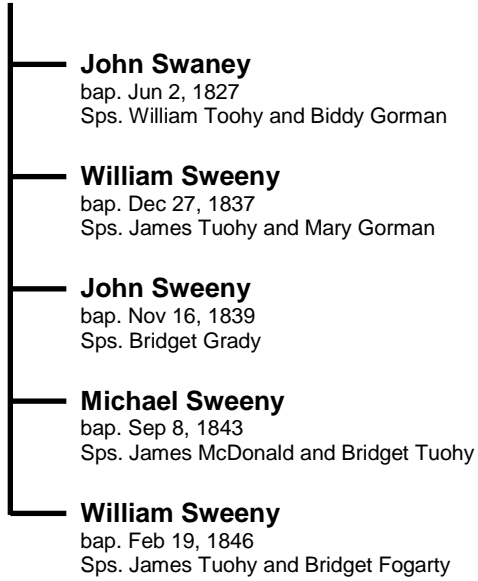 John Swaney
bap. Jun 2, 1827
Sps. William Toohy and Biddy Gorman
William Sweeny
bap. Dec 27, 1837
Sps. James Tuohy and Mary Gorman
John Sweeny
bap. Nov 16, 1839
Sps. Bridget Grady
Michael Sweeny
bap. Sep 8, 1843
Sps. James McDonald and Bridget Tuohy
William Sweeny
bap. Feb 19, 1846
Sps. James Tuohy and Bridget Fogarty